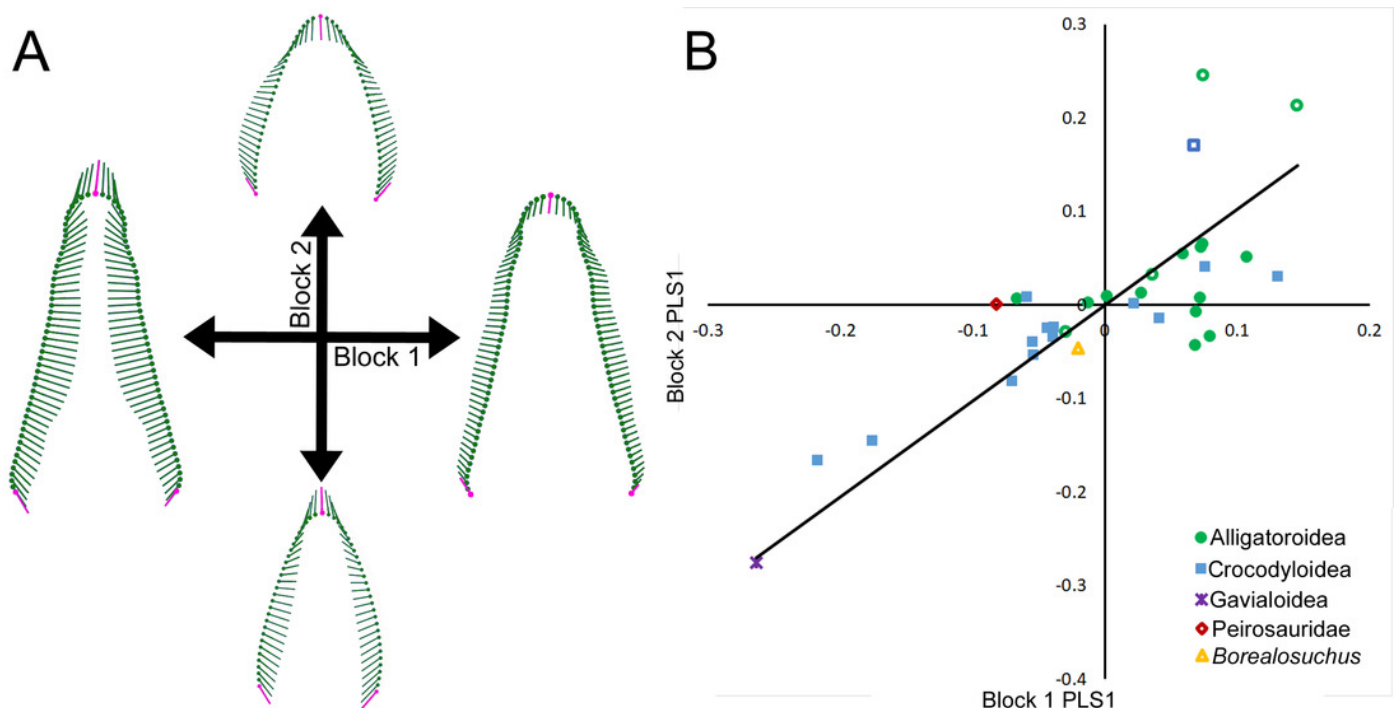 A
Block 2
Block 1
B
0.3
0.2
0.1
0
-0.3
-0.2
-0.1
0
0.1
0.2
-0.1
-0.2
-0.3
-0.4
Block 2 PLS1
Block 1 PLS1
Alligatoroidea
Crocodyloidea
Gavialoidea
Peirosauridae
Borealosuchus